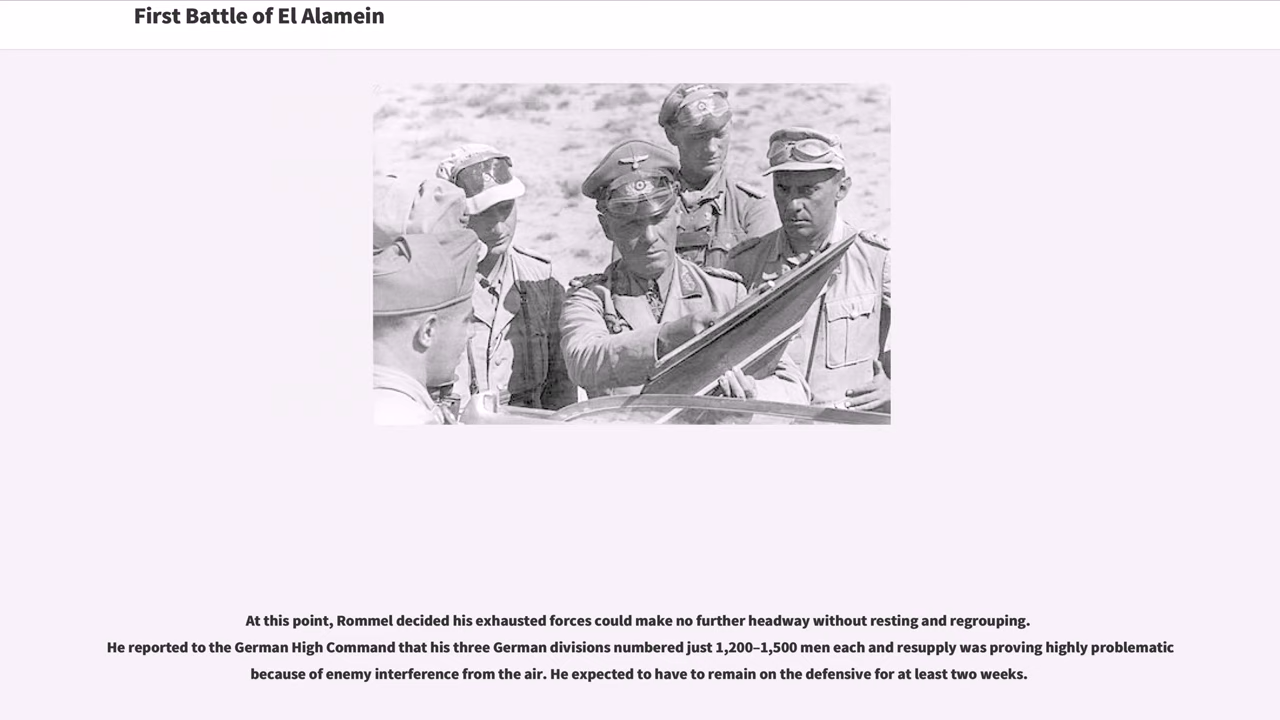 First Battle of El Alamein
At this point, Rommel decided his exhausted forces could make no further headway without resting and regrouping.
He reported to the German High Command that his three German divisions numbered just 1,200–1,500 men each and resupply was proving highly problematic
because of enemy interference from the air. He expected to have to remain on the defensive for at least two weeks.